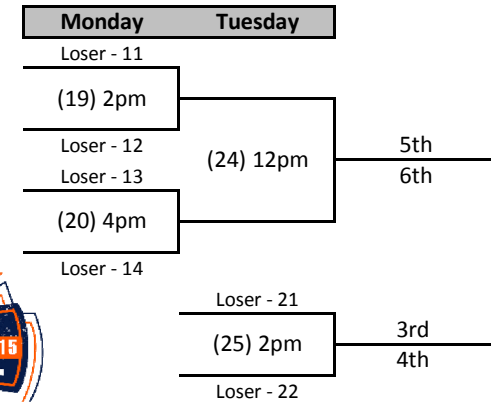 Monday Tuesday
Loser - 11
(19) 2pm
Loser - 12
(24) 12pm
5th
6th
Loser - 13
(20) 4pm
Loser - 14
Loser - 21
(25) 2pm
3rd
4th
Loser - 22
15